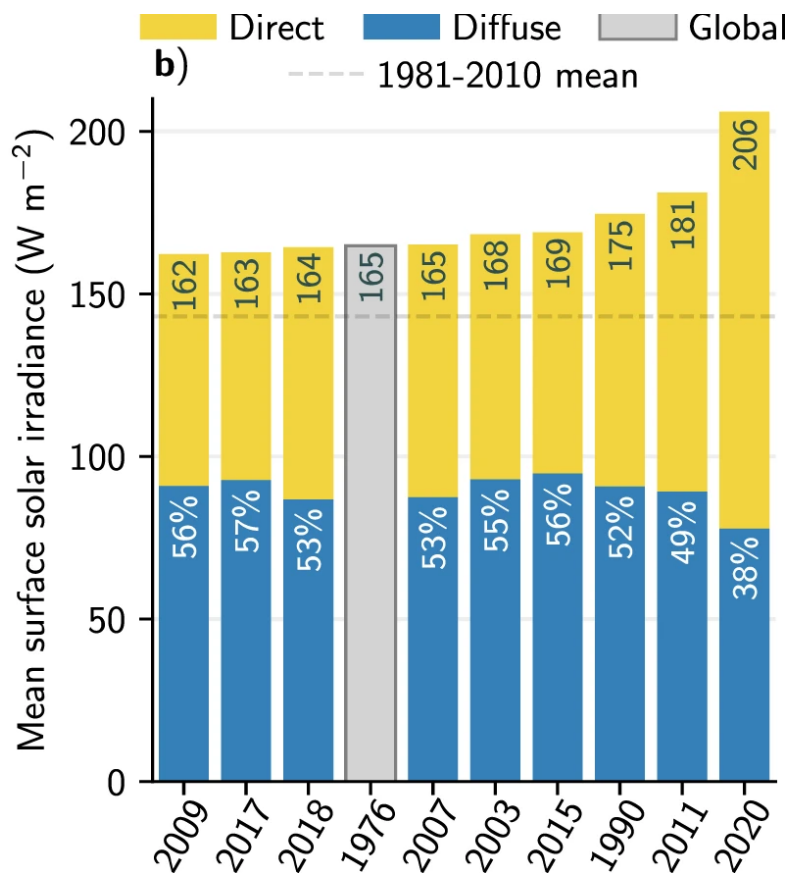 Direct Diffuse Global
b)
1981-2010 mean
Mean surface solar irradiance (W m⁻²)
200
150
100
50
0
162 163 164 165 165 168 169 175 181 206
56% 57% 53% 53% 55% 56% 52% 49% 38%
2009 2017 2018 1976 2007 2003 2015 1990 2011 2020